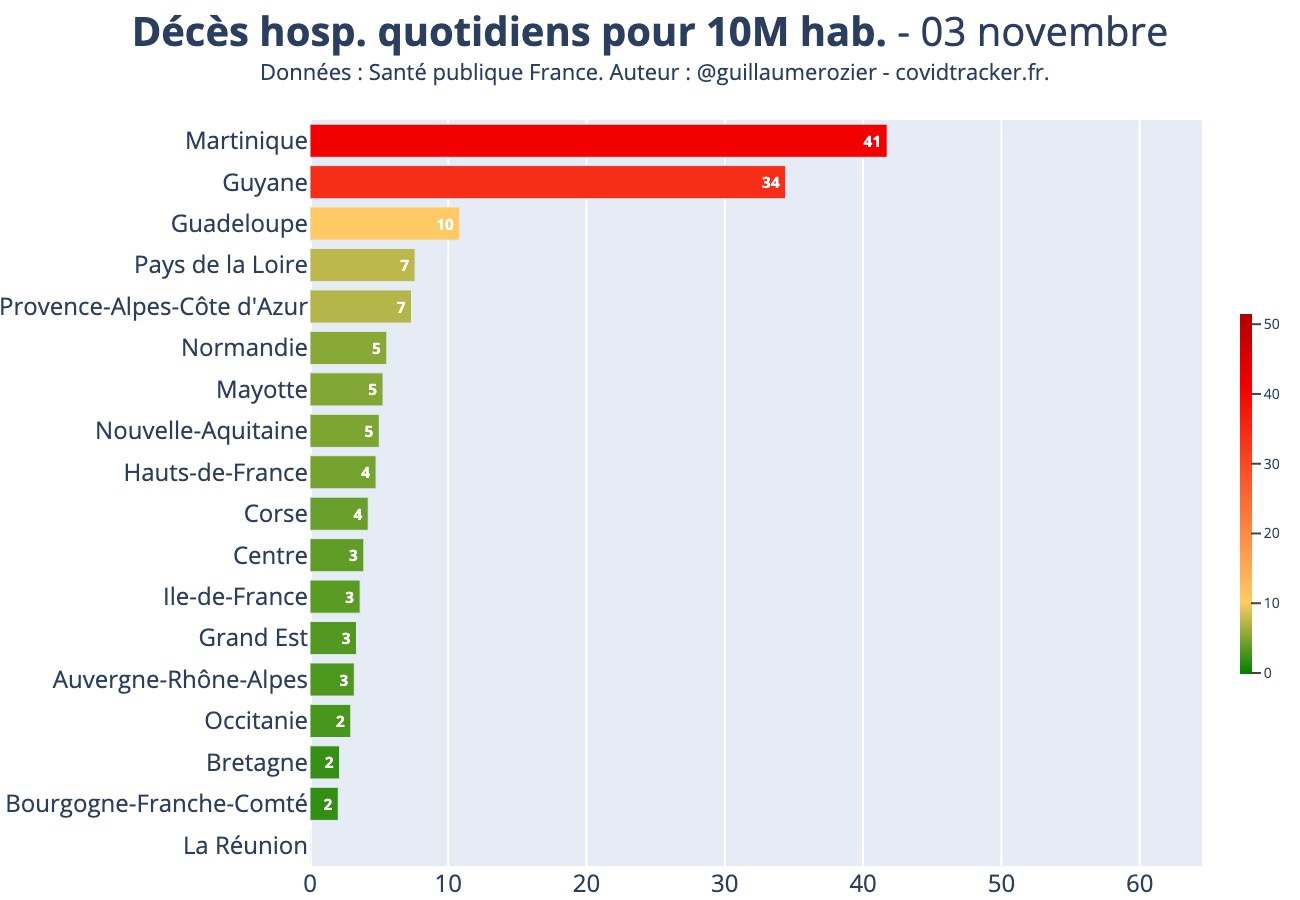 Décès hosp. quotidiens pour 10M hab. - 03 novembre
Données : Santé publique France. Auteur : @guillaumerozier - covidtracker.fr.
Martinique 41
Guyane 34
Guadeloupe 10
Pays de la Loire 7
Provence-Alpes-Côte d'Azur 7
Normandie 5
Mayotte 5
Nouvelle-Aquitaine 5
Hauts-de-France 4
Corse 4
Centre 3
Ile-de-France 3
Grand Est 3
Auvergne-Rhône-Alpes 3
Occitanie 2
Bretagne 2
Bourgogne-Franche-Comté 2
La Réunion
0 10 20 30 40 50 60
50
40
30
20
10
0